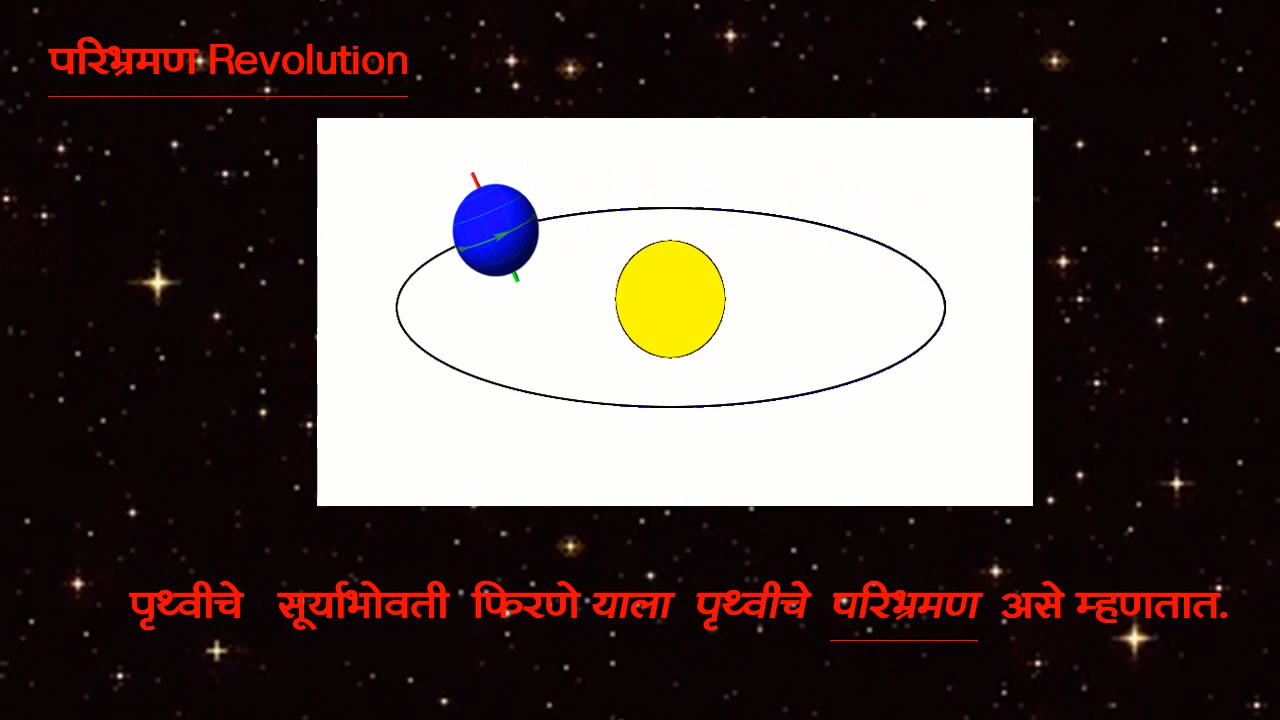 परिभ्रमण Revolution
पृथ्वीचे सूर्याभोवती फिरणे याला पृथ्वीचे परिभ्रमण असे म्हणतात.